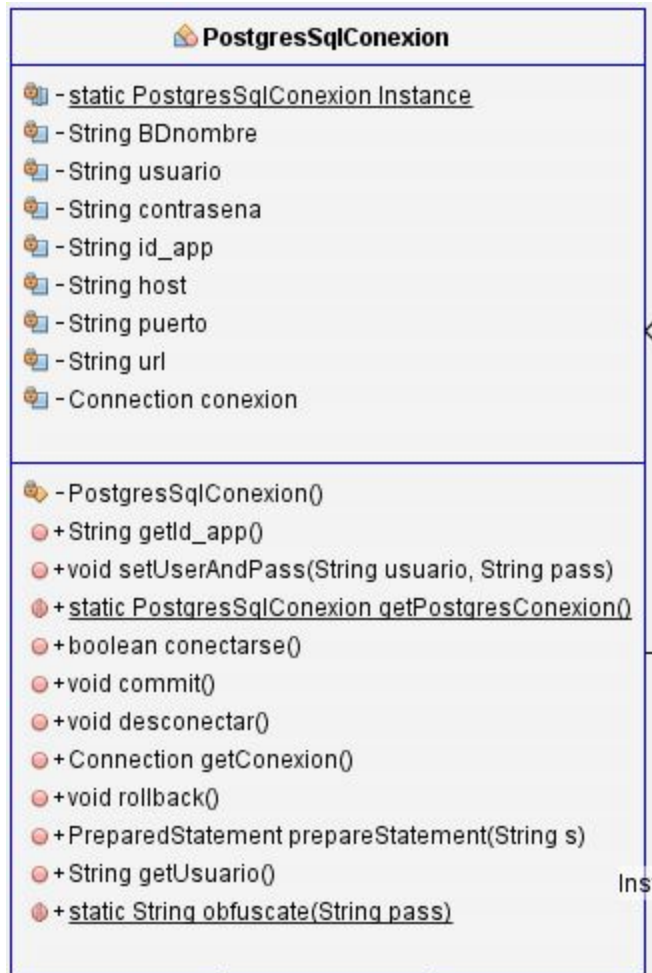 PostgresSqlConexion
-static PostgresSqlConexion Instance
-String BDnombre
-String usuario
-String contrasena
-String id_app
-String host
-String puerto
-String url
-Connection conexion
-PostgresSqlConexion()
+String getId_app()
+void setUserAndPass(String usuario, String pass)
+static PostgresSqlConexion getPostgresConexion()
+boolean conectarse()
+void commit()
+void desconectar()
+Connection getConexion()
+void rollback()
+PreparedStatement prepareStatement(String s)
+String getUsuario()
Ins
+static String obfuscate(String pass)